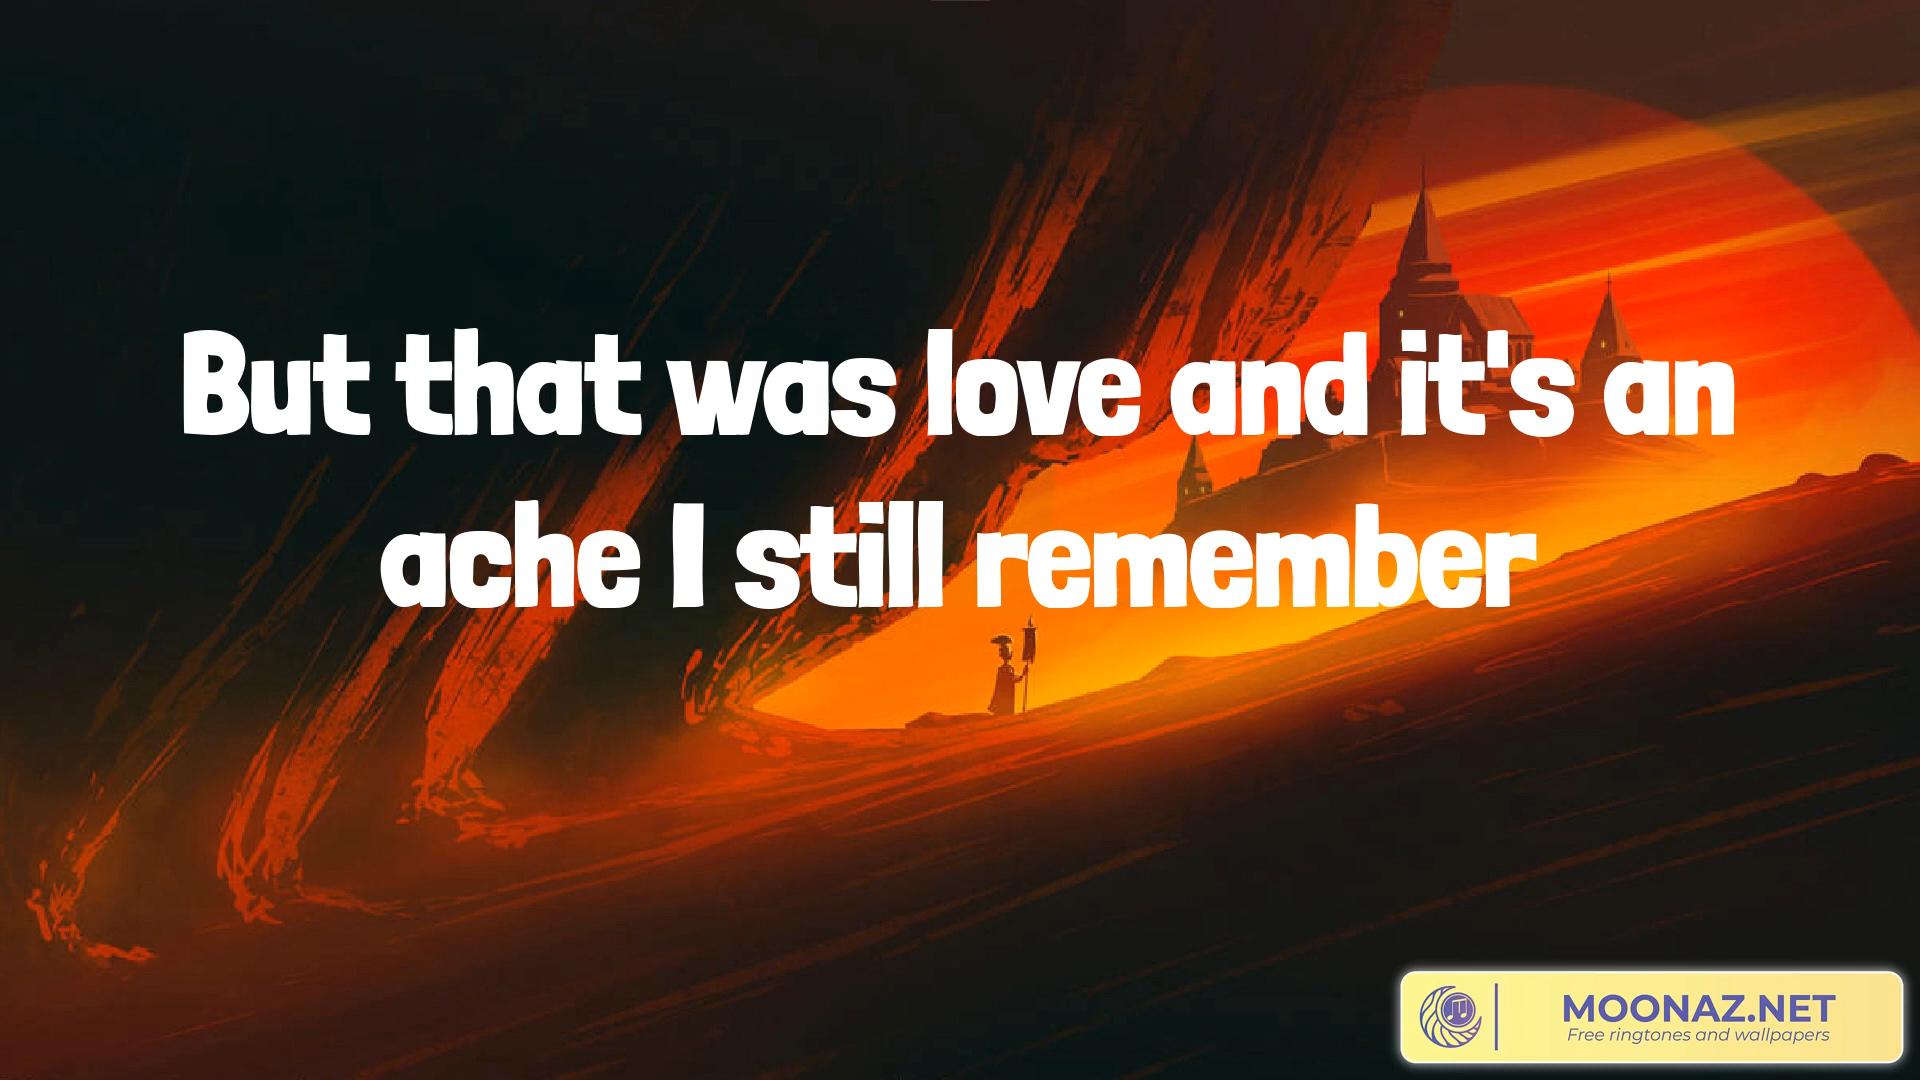 But that was love and it's an
ache I still remember
MOONAZ.NET
Free ringtones and wallpapers